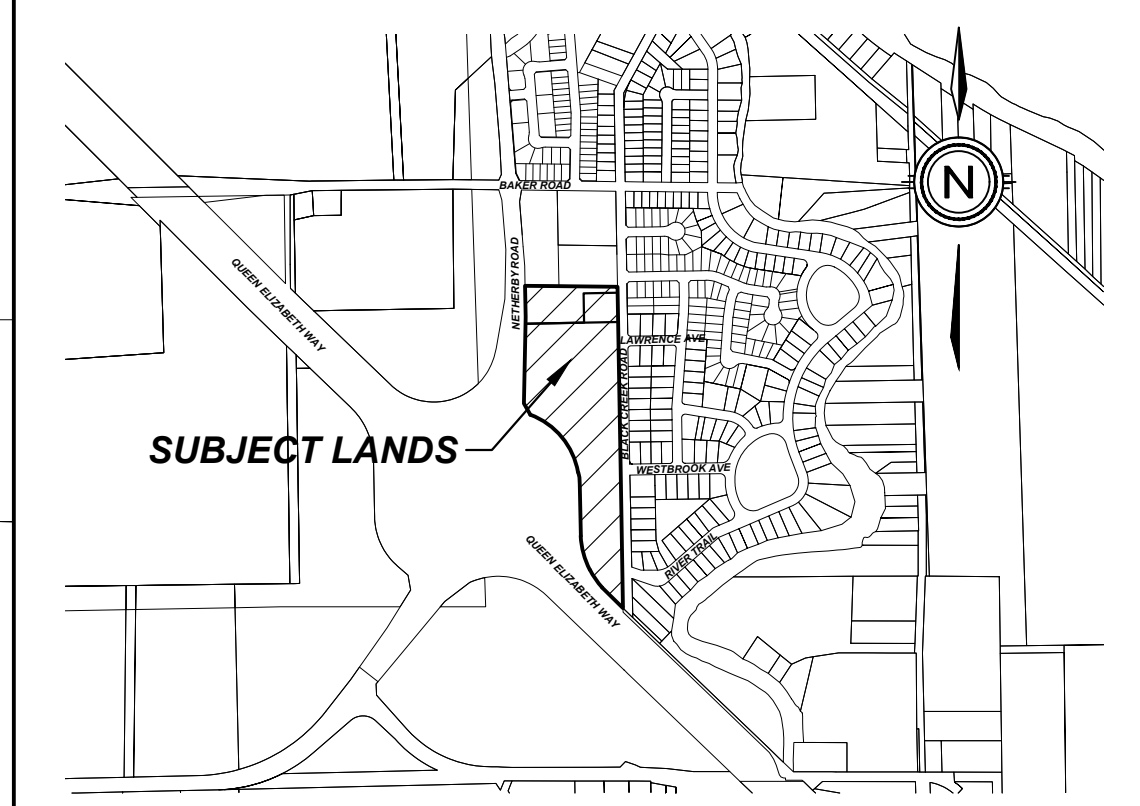 BAKER ROAD
N
QUEEN ELIZABETH WAY
NETHERBY ROAD
LAWRENCE AVE
BLACK CREEK ROAD
SUBJECT LANDS
WESTBROOK AVE
QUEEN ELIZABETH WAY
RIVER TRAIL